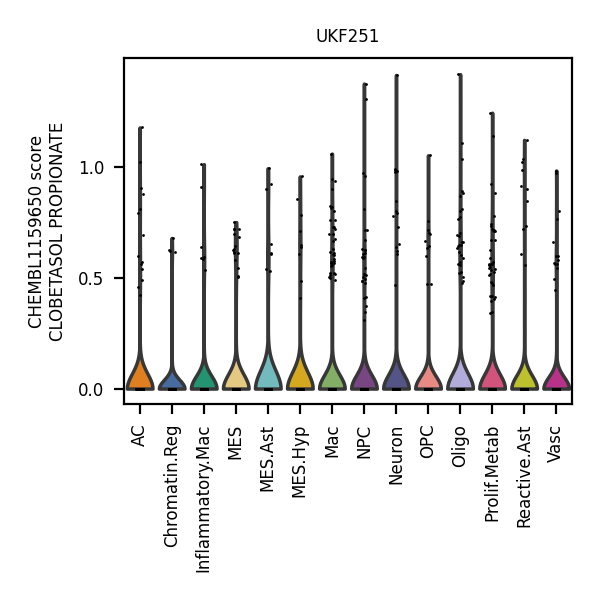 UKF251
CHEMBL1159650 score
CLOBETASOL PROPIONATE
1.0
0.5
0.0
AC
Chromatin.Reg
Inflammatory.Mac
MES
MES.Ast
MES.Hyp
Mac
NPC
Neuron
OPC
Oligo
Prolif.Metab
Reactive.Ast
Vasc